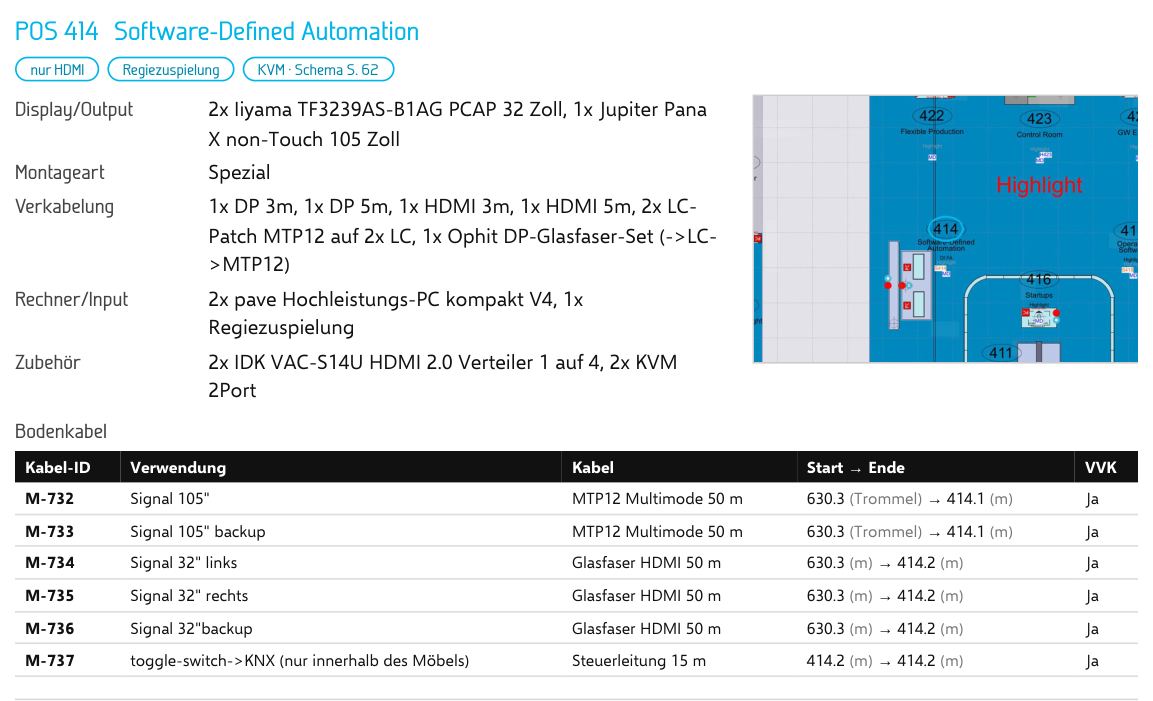 POS 414 Software-Defined Automation
nur HDMI Regiezuspielung KVM · Schema S. 62
Display/Output 2x Iiyama TF3239AS-B1AG PCAP 32 Zoll, 1x Jupiter Pana
X non-Touch 105 Zoll
Montageart Spezial
Verkabelung 1x DP 3m, 1x DP 5m, 1x HDMI 3m, 1x HDMI 5m, 2x LC-
Patch MTP12 auf 2x LC, 1x Ophit DP-Glasfaser-Set (->LC-
>MTP12)
Rechner/Input 2x pave Hochleistungs-PC kompakt V4, 1x
Regiezuspielung
Zubehör 2x IDK VAC-S14U HDMI 2.0 Verteiler 1 auf 4, 2x KVM
2Port
422 423
Flexible Production Control Room GW E
Highlight
414
Software-Defined
Automation
416
Startups
Highlight
411
Bodenkabel
Kabel-ID Verwendung Kabel Start → Ende VVK
M-732 Signal 105" MTP12 Multimode 50 m 630.3 (Trommel) → 414.1 (m) Ja
M-733 Signal 105" backup MTP12 Multimode 50 m 630.3 (Trommel) → 414.1 (m) Ja
M-734 Signal 32" links Glasfaser HDMI 50 m 630.3 (m) → 414.2 (m) Ja
M-735 Signal 32" rechts Glasfaser HDMI 50 m 630.3 (m) → 414.2 (m) Ja
M-736 Signal 32"backup Glasfaser HDMI 50 m 630.3 (m) → 414.2 (m) Ja
M-737 toggle-switch->KNX (nur innerhalb des Möbels) Steuerleitung 15 m 414.2 (m) → 414.2 (m) Ja